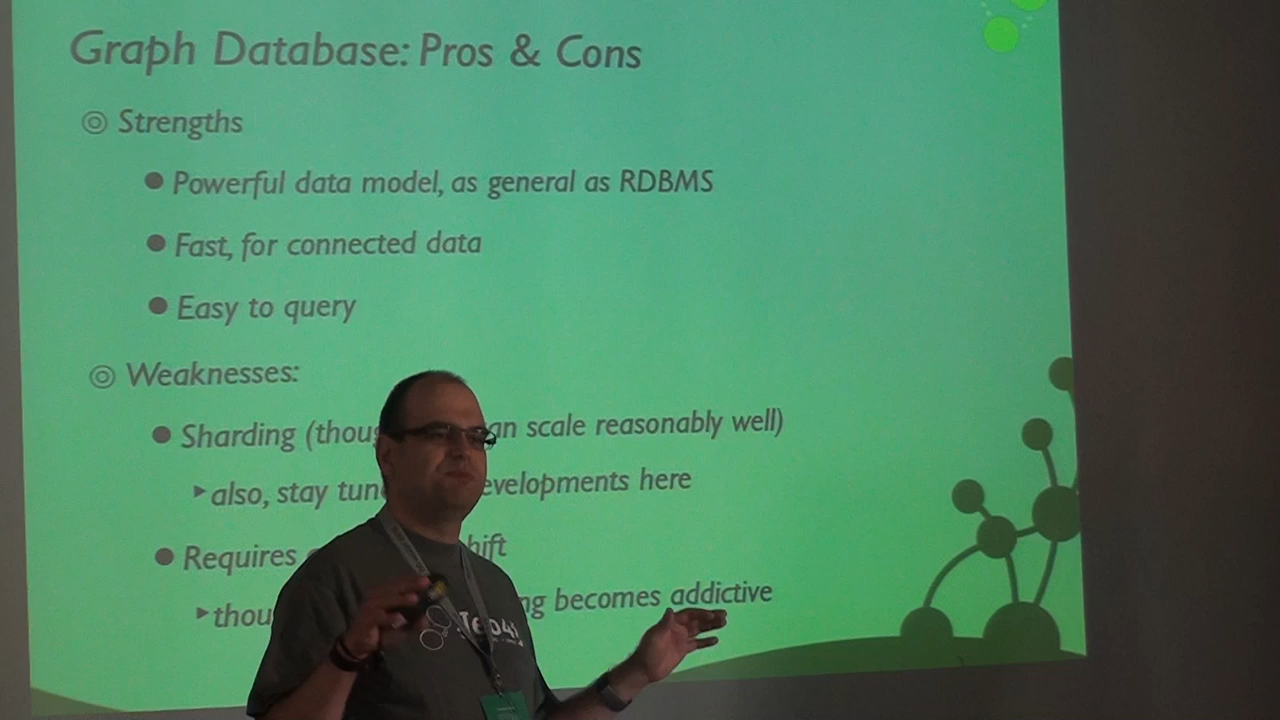 Graph Database: Pros & Cons
Strengths
Powerful data model, as general as RDBMS
Fast, for connected data
Easy to query
Weaknesses:
Sharding (thou an scale reasonably well)
also, stay tun evelopments here
Requires hift
thou ng becomes addictive